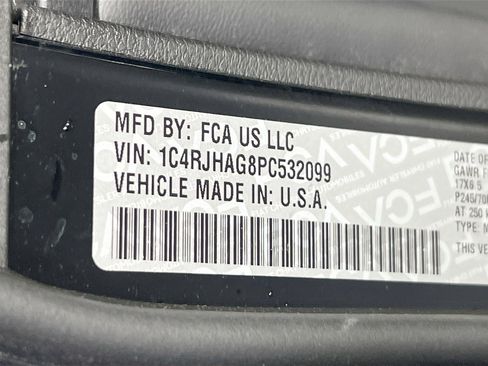 MFD BY: FCA US LLC
VIN: 1C4RJHAG8PC532099
VEHICLE MADE IN: U.S.A.
DATE OF
GAWR F
17X6.5
P245/70
AT 250 K
TYPE: M
THIS VE